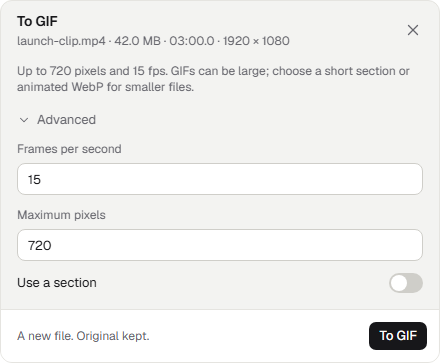 To GIF
launch-clip.mp4 · 42.0 MB · 03:00.0 · 1920 × 1080
Up to 720 pixels and 15 fps. GIFs can be large; choose a short section or
animated WebP for smaller files.
Advanced
Frames per second
15
Maximum pixels
720
Use a section
A new file. Original kept.
To GIF